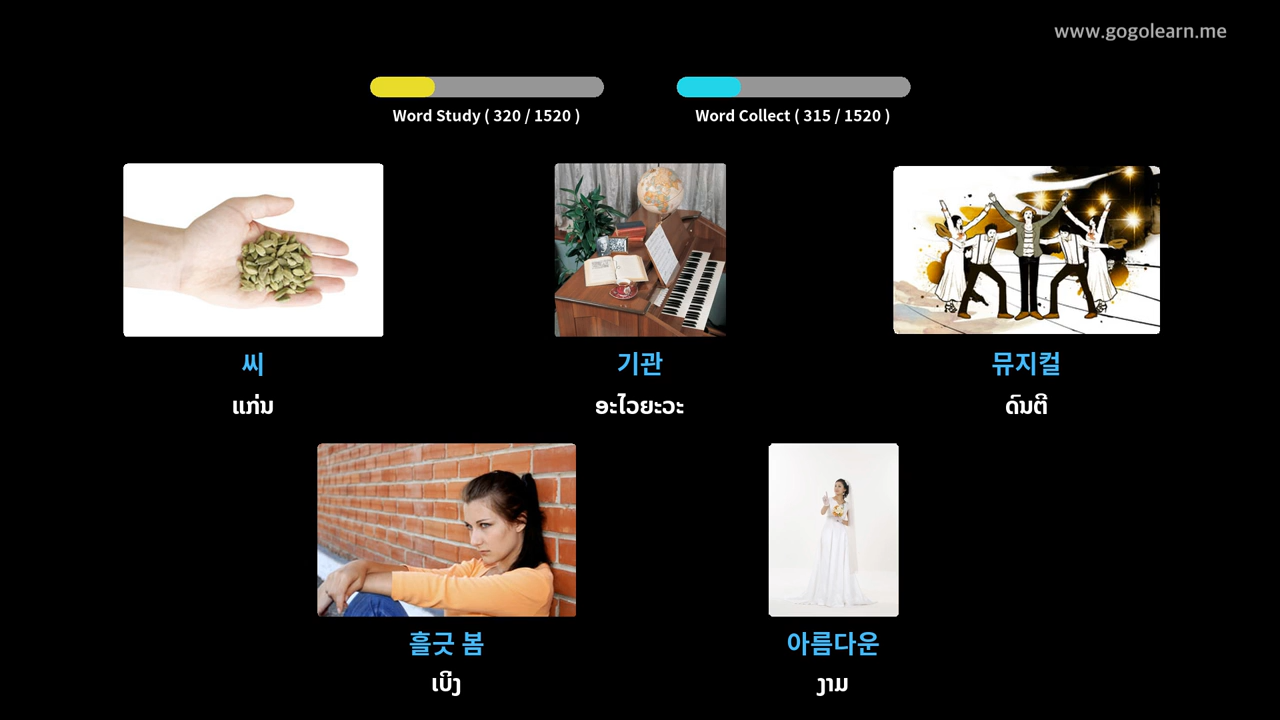 www.gogolearn.me
Word Study ( 320 / 1520 )
Word Collect ( 315 / 1520 )
씨
기관
뮤지컬
ແກ່ນ
ອະໄວຍະວະ
ດົນຕີ
흘긋 봄
아름다운
ເບິ່ງ
ງາມ